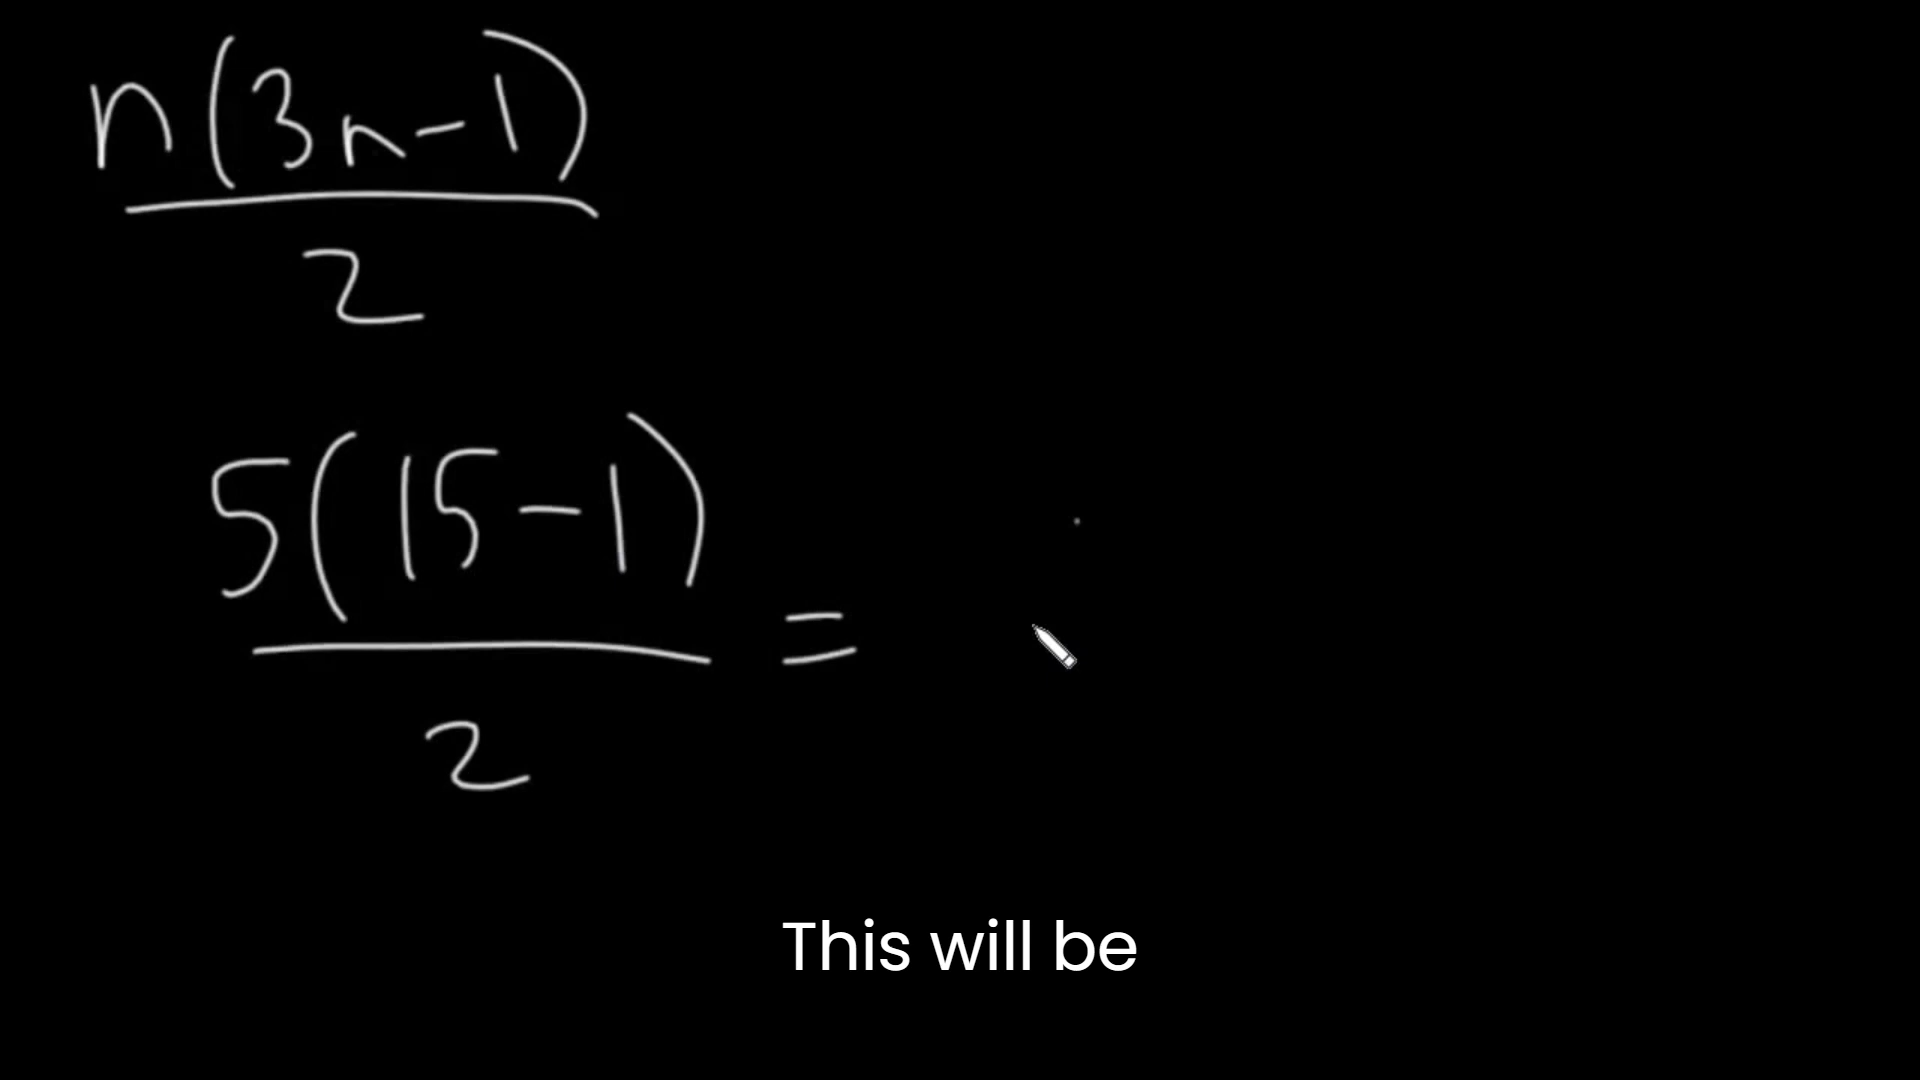 n(3n-1)
2
5(15-1)
2
=
This will be